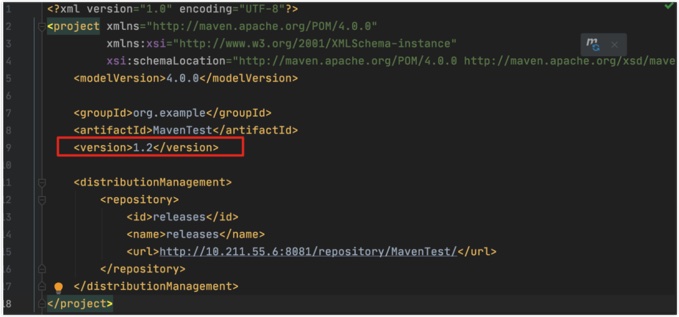 1 <?xml version="1.0" encoding="UTF-8"?>
2 <project xmlns="http://maven.apache.org/POM/4.0.0"
3 xmlns:xsi="http://www.w3.org/2001/XMLSchema-instance"
4 xsi:schemaLocation="http://maven.apache.org/POM/4.0.0 http://maven.apache.org/xsd/mave
5 <modelVersion>4.0.0</modelVersion>
6
7 <groupId>org.example</groupId>
8 <artifactId>MavenTest</artifactId>
9 <version>1.2</version>
10
11 <distributionManagement>
12 <repository>
13 <id>releases</id>
14 <name>releases</name>
15 <url>http://10.211.55.6:8081/repository/MavenTest/</url>
16 </repository>
17 </distributionManagement>
18 </project>